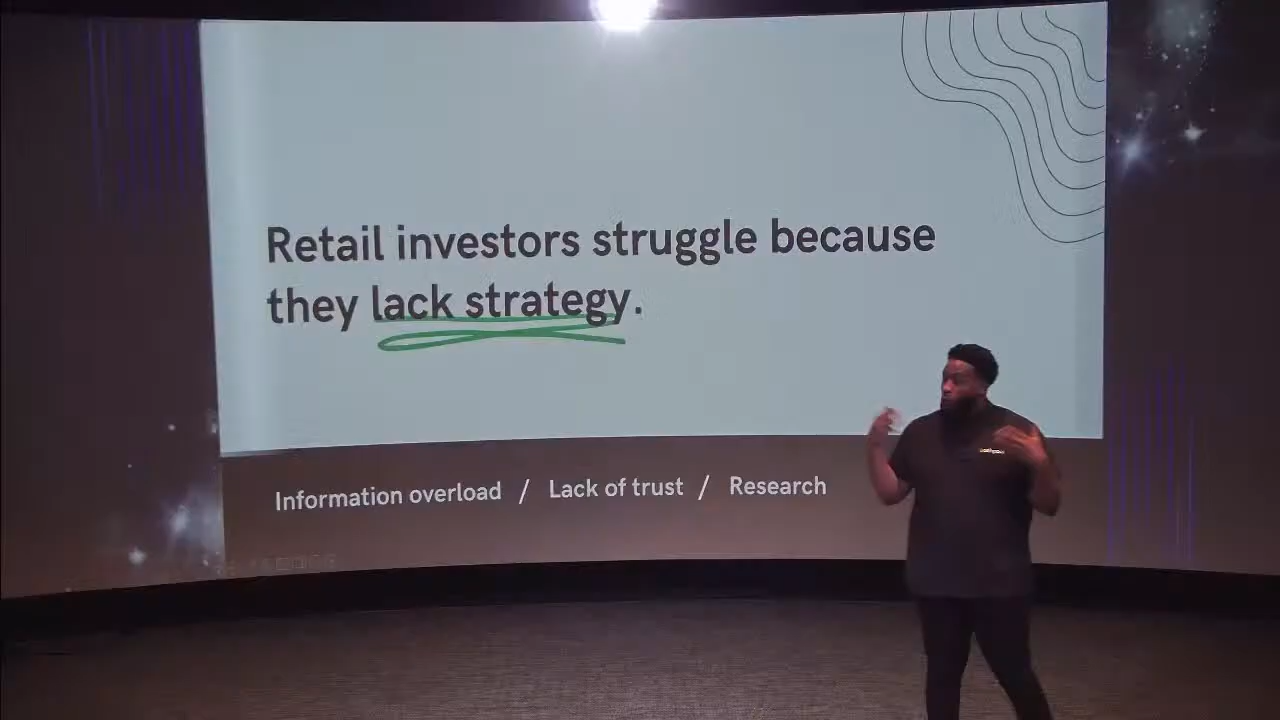 Retail investors struggle because
they lack strategy.
Information overload / Lack of trust / Research